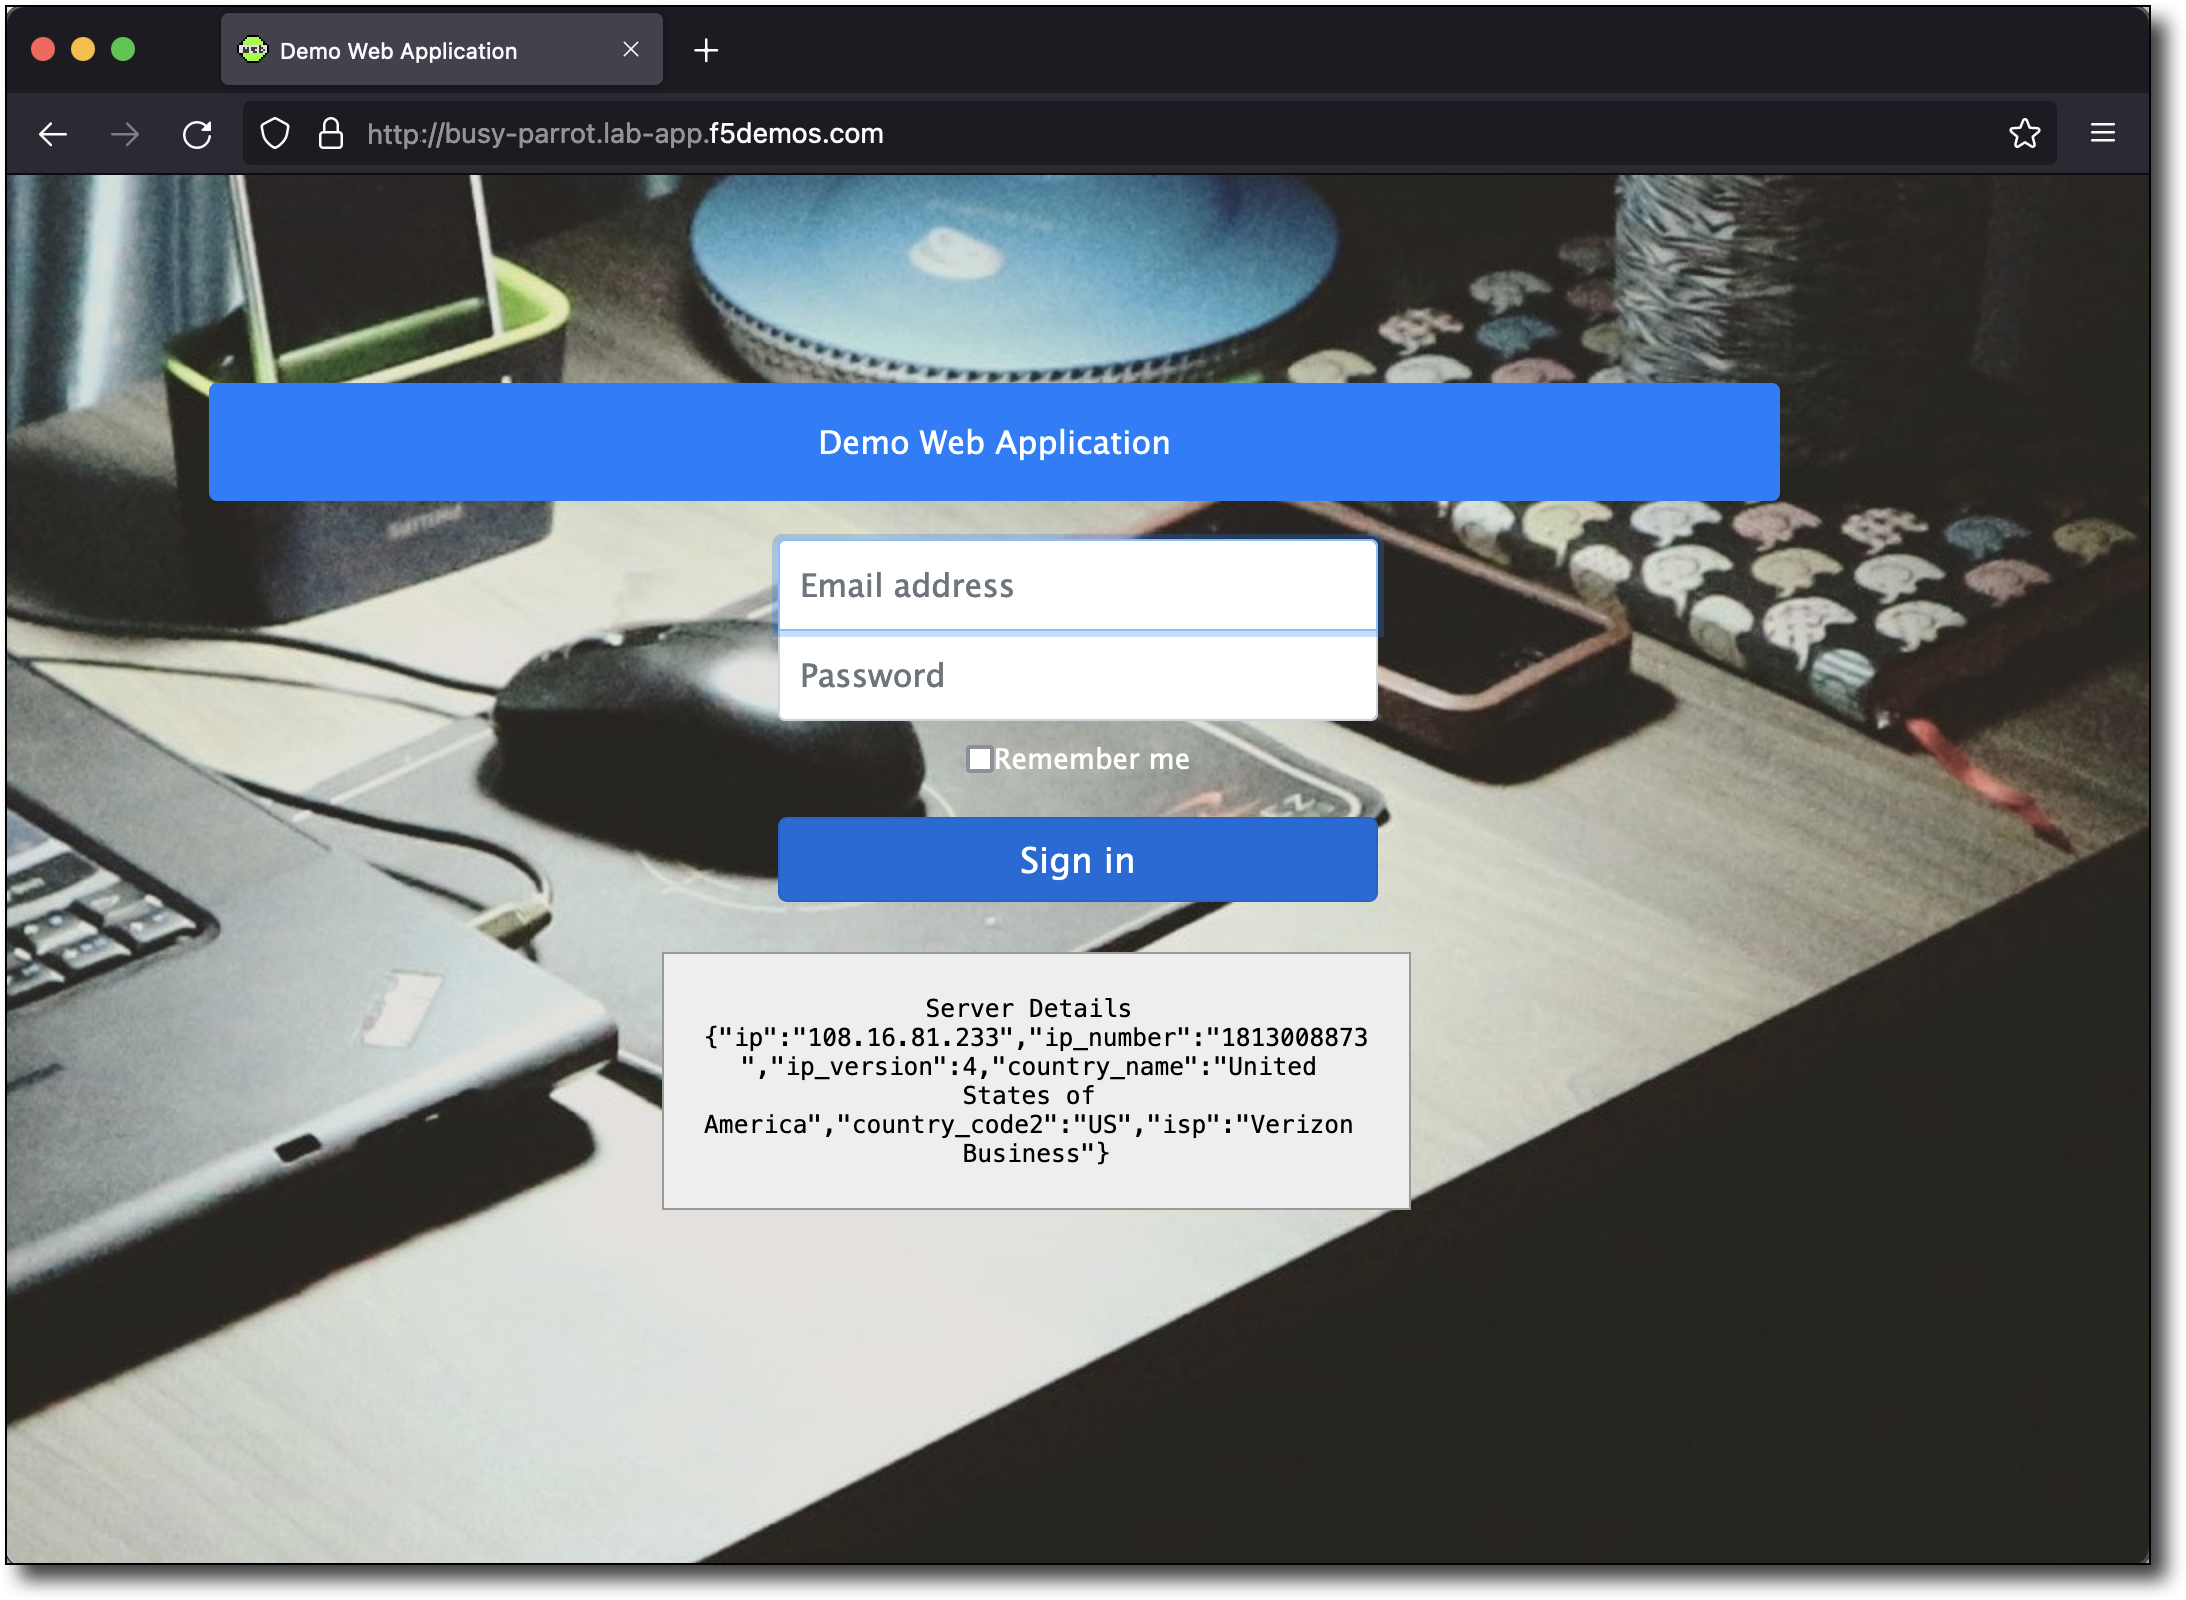 Demo Web Application
http://busy-parrot.lab-app.f5demos.com
Demo Web Application
Email address
Password
Remember me
Sign in
Server Details
{"ip":"108.16.81.233","ip_number":"1813008873
","ip_version":4,"country_name":"United
States of
America","country_code2":"US","isp":"Verizon
Business"}